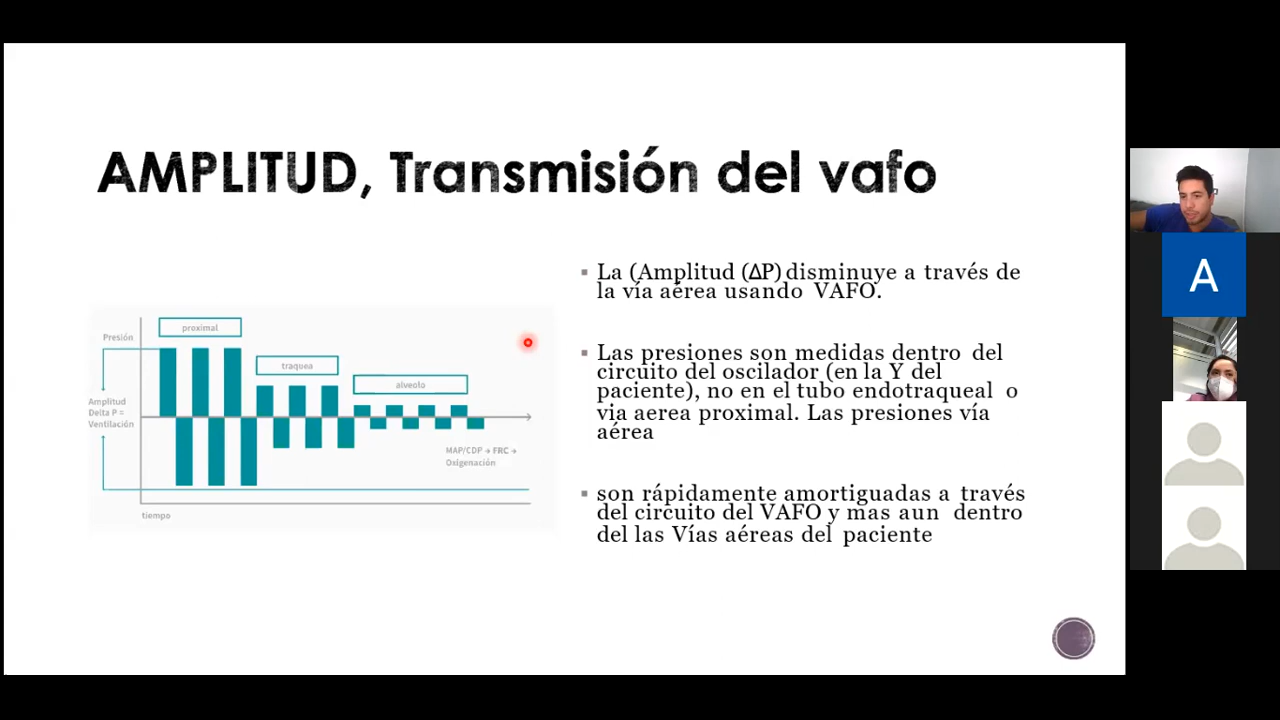 AMPLITUD, Transmisión del vafo
proximal
Presión
traquea
alveolo
Amplitud
Delta P =
Ventilación
MAP/CDP → FRC →
Oxigenación
tiempo
La (Amplitud (ΔP) disminuye a través de
la vía aérea usando VAFO.
Las presiones son medidas dentro del
circuito del oscilador (en la Y del
paciente), no en el tubo endotraqueal o
via aerea proximal. Las presiones vía
aérea
son rápidamente amortiguadas a través
del circuito del VAFO y mas aun dentro
del las Vías aéreas del paciente
A